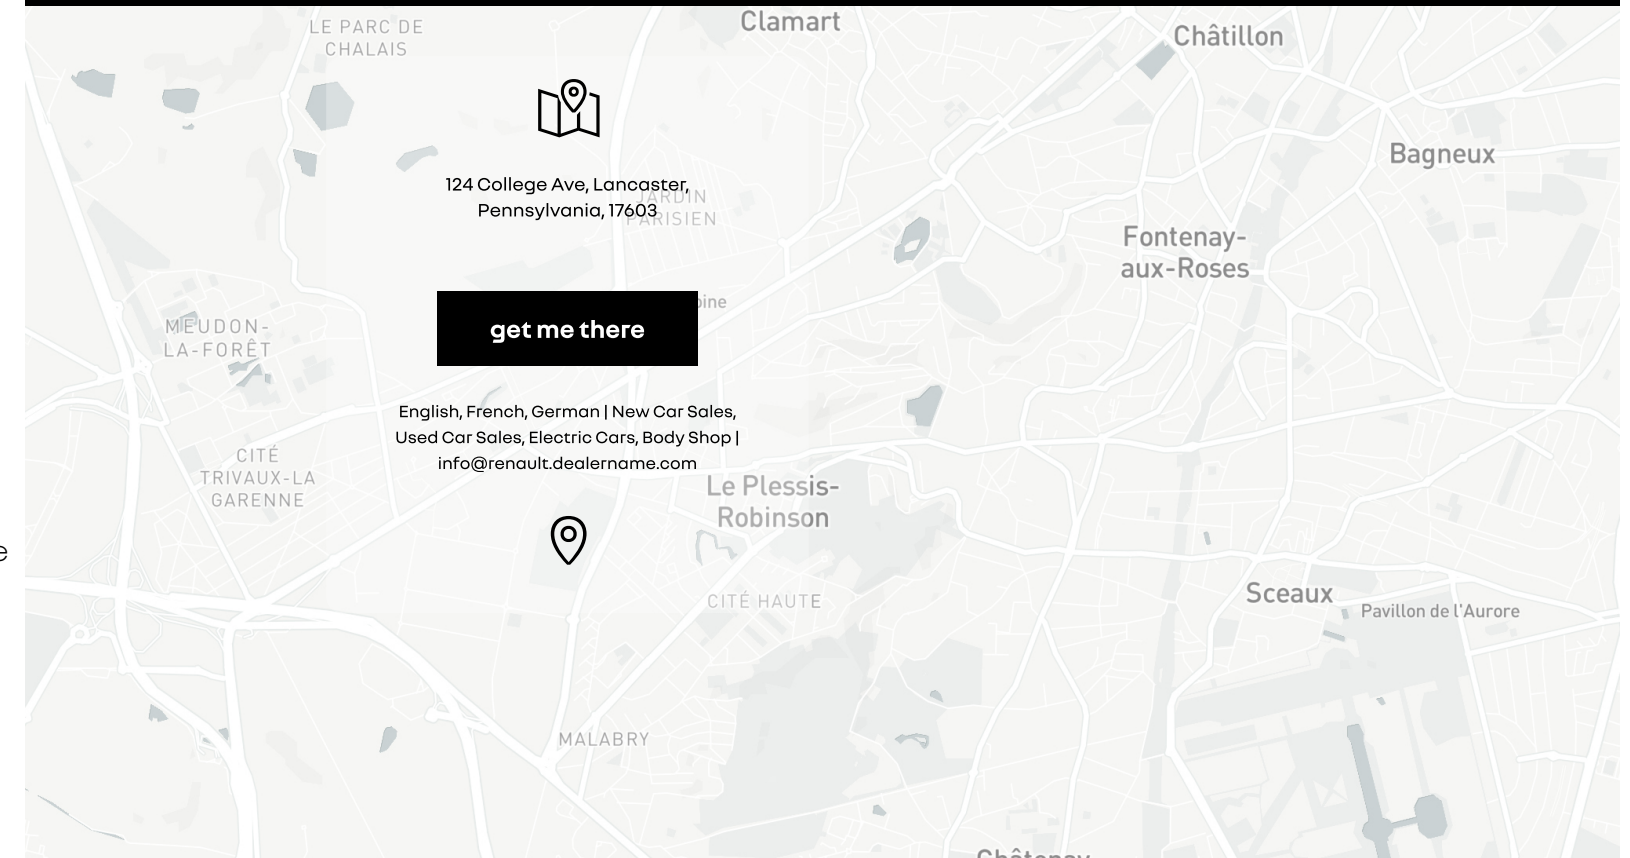 LE PARC DE
CHALAIS
Clamart
Châtillon
Bagneux
124 College Ave, Lancaster,
Pennsylvania, 17603
JARDIN
PARISIEN
Fontenay-
aux-Roses
MEUDON-
LA-FORÊT
get me there
English, French, German | New Car Sales,
Used Car Sales, Electric Cars, Body Shop |
info@renault.dealername.com
CITÉ
TRIVAUX-LA
GARENNE
Le Plessis-
Robinson
CITÉ HAUTE
Sceaux
Pavillon de l'Aurore
MALABRY